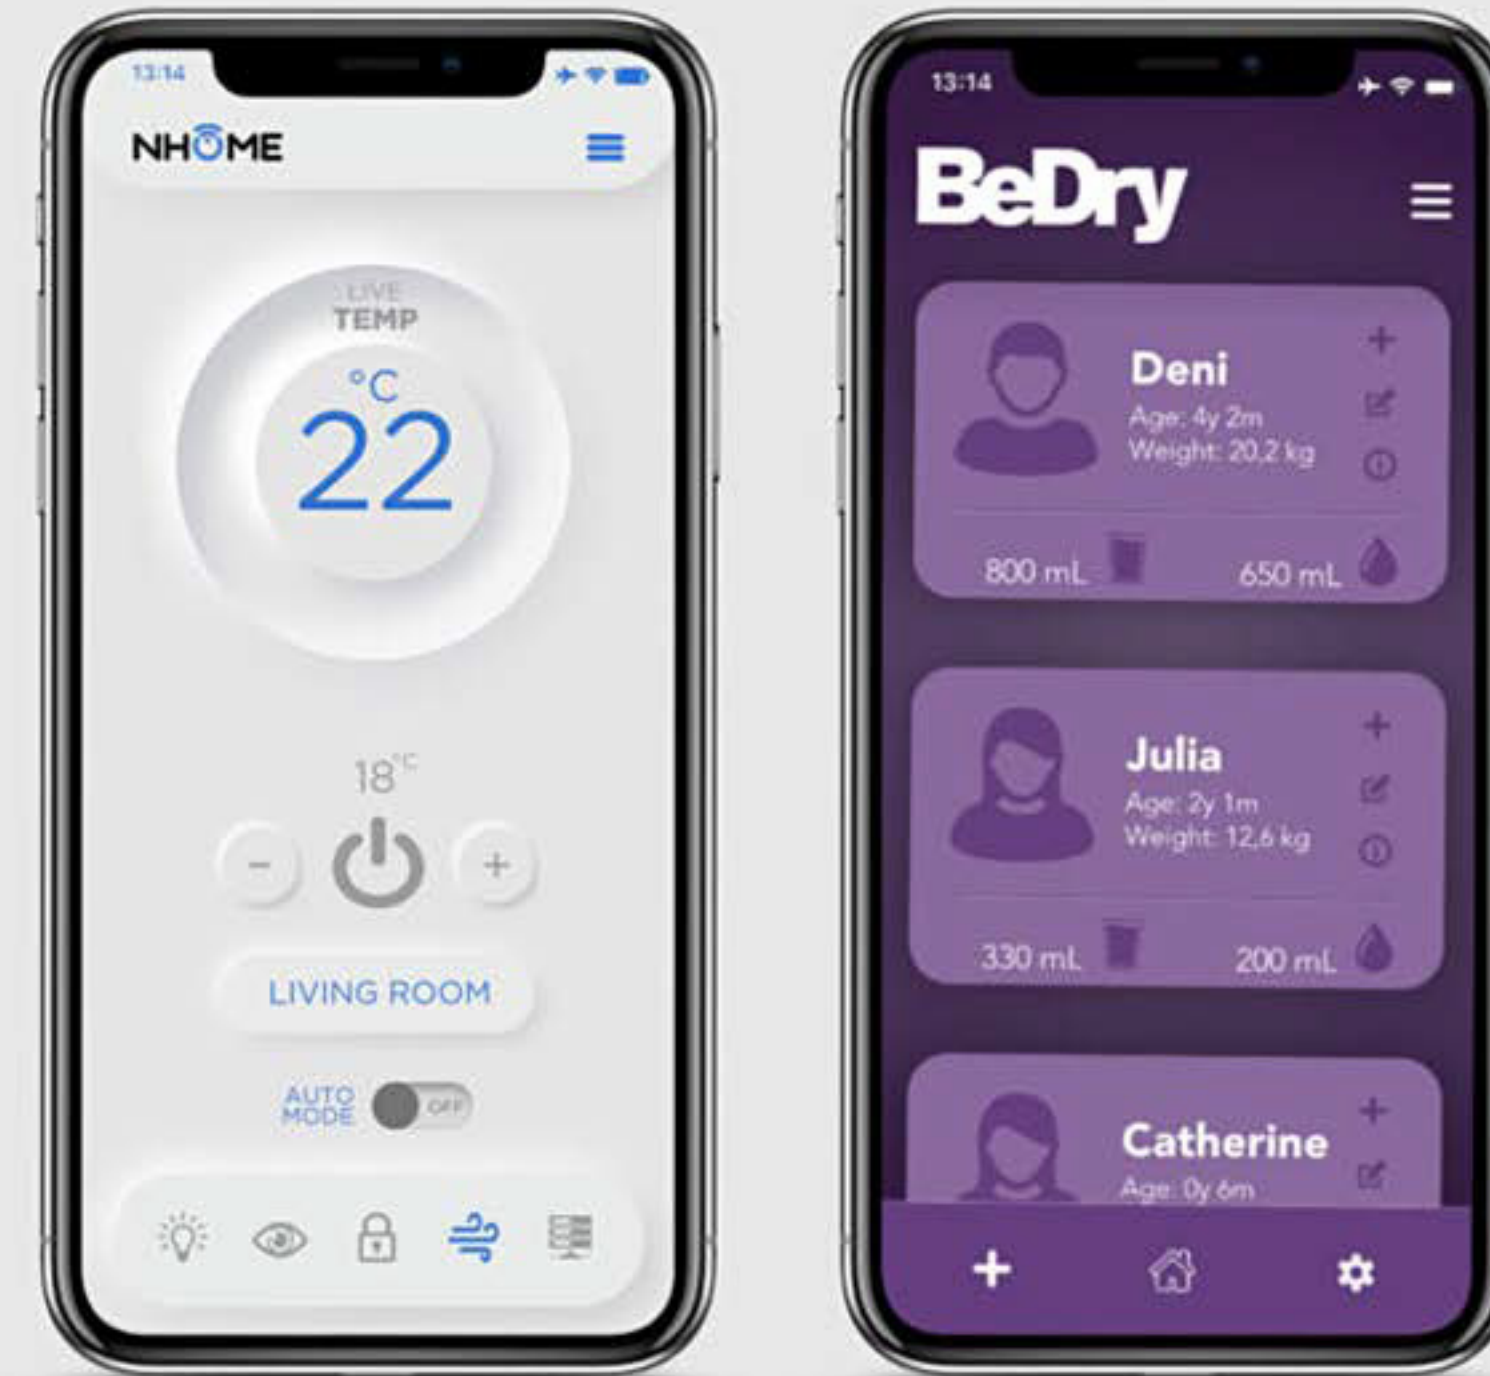 13:14
NHOME
LIVE
TEMP
°C
22
18°C
-
+
LIVING ROOM
AUTO
MODE
OFF
13:14
BeDry
Deni
Age: 4y 2m
Weight: 20,2 kg
800 mL
650 mL
Julia
Age: 2y 1m
Weight: 12,6 kg
330 mL
200 mL
Catherine
Age: 0y 6m